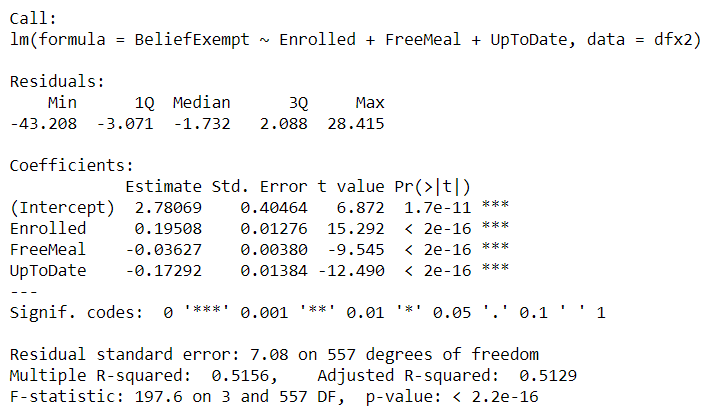 Call:
lm(formula = BeliefExempt ~ Enrolled + FreeMeal + UpToDate, data = dfx2)

Residuals:
    Min      1Q  Median      3Q     Max
-43.208  -3.071  -1.732   2.088  28.415

Coefficients:
            Estimate Std. Error t value Pr(>|t|)
(Intercept)  2.78069    0.40464   6.872  1.7e-11 ***
Enrolled     0.19508    0.01276  15.292  < 2e-16 ***
FreeMeal    -0.03627    0.00380  -9.545  < 2e-16 ***
UpToDate    -0.17292    0.01384 -12.490  < 2e-16 ***
---
Signif. codes:  0 '***' 0.001 '**' 0.01 '*' 0.05 '.' 0.1 ' ' 1

Residual standard error: 7.08 on 557 degrees of freedom
Multiple R-squared:  0.5156,    Adjusted R-squared:  0.5129
F-statistic: 197.6 on 3 and 557 DF,  p-value: < 2.2e-16